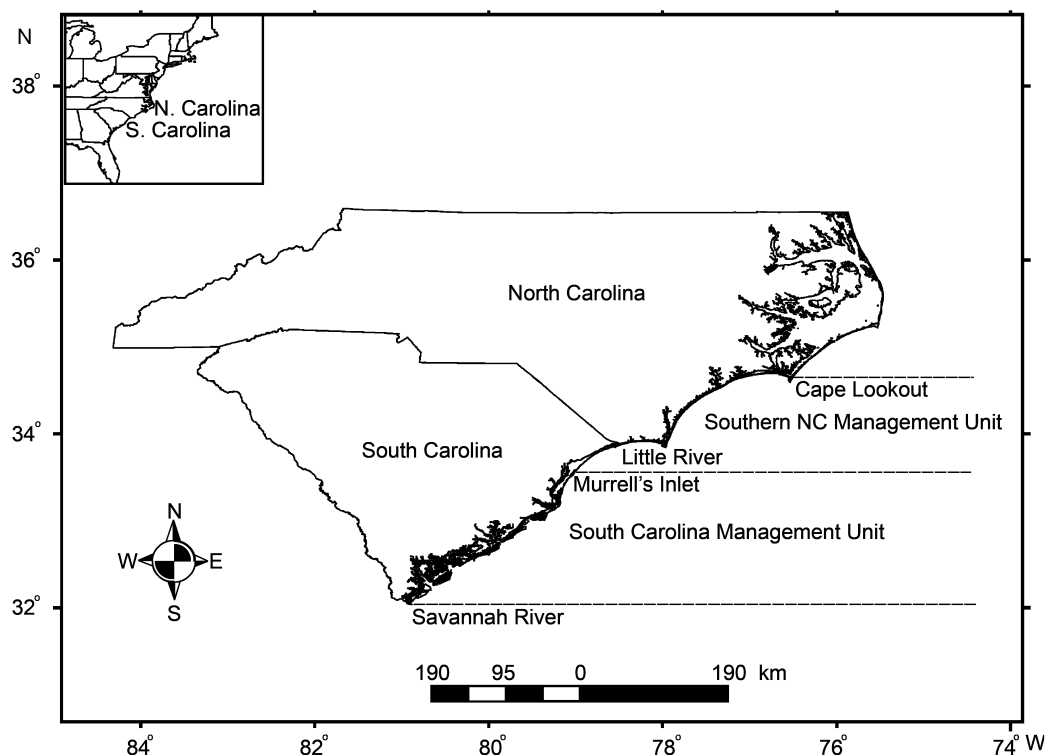 N
38°
N. Carolina
S. Carolina
36°
North Carolina
Cape Lookout
Southern NC Management Unit
34°
South Carolina
Little River
Murrell's Inlet
South Carolina Management Unit
N
W E
S
32°
Savannah River
190 95 0 190 km
84° 82° 80° 78° 76° 74° W